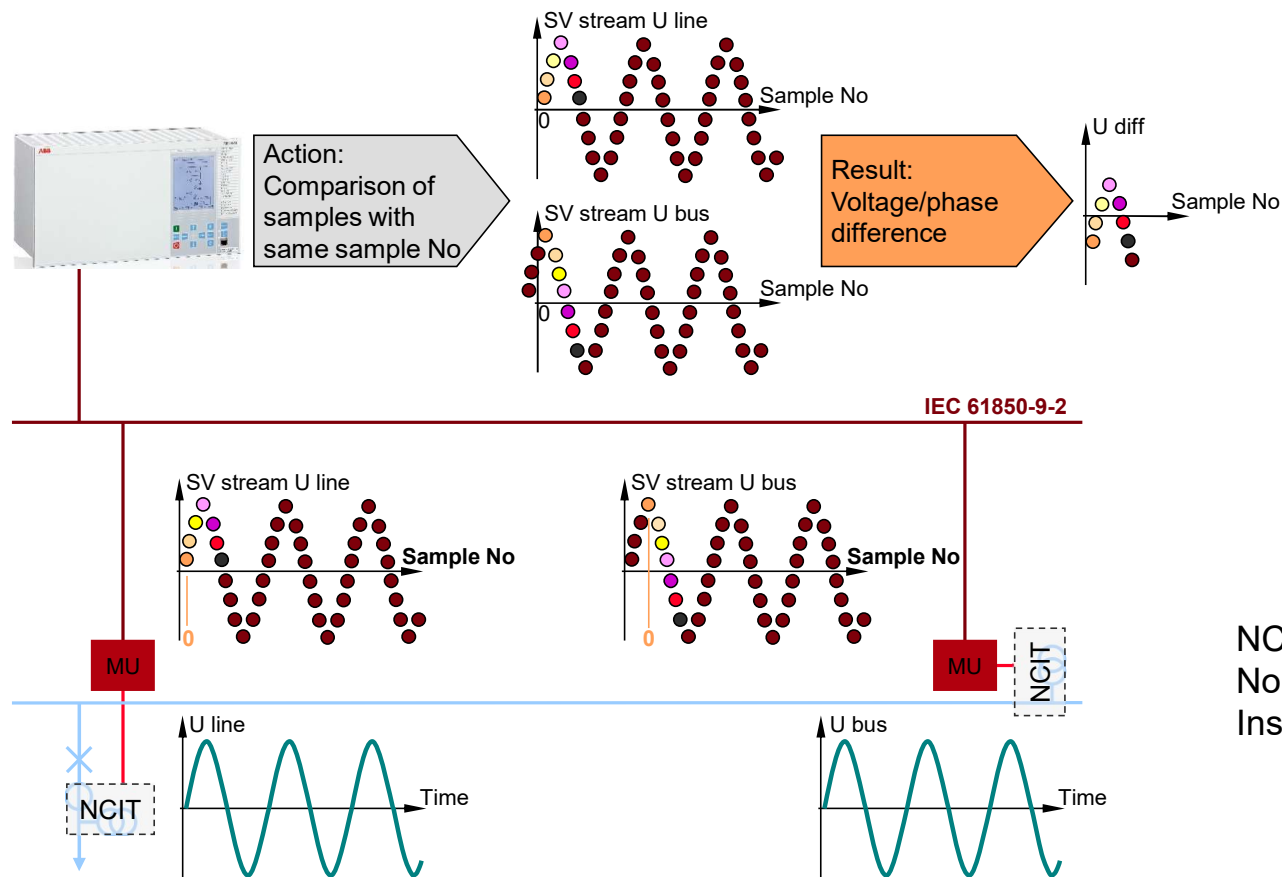 SV stream U line
Sample No
0
ABB
Action:
Comparison of
samples with
same sample No
Result:
Voltage/phase
difference
U diff
Sample No
SV stream U bus
Sample No
0
IEC 61850-9-2
SV stream U line
Sample No
0
SV stream U bus
Sample No
0
MU
MU
NCIT
NC
No
Ins
U line
Time
NCIT
U bus
Time